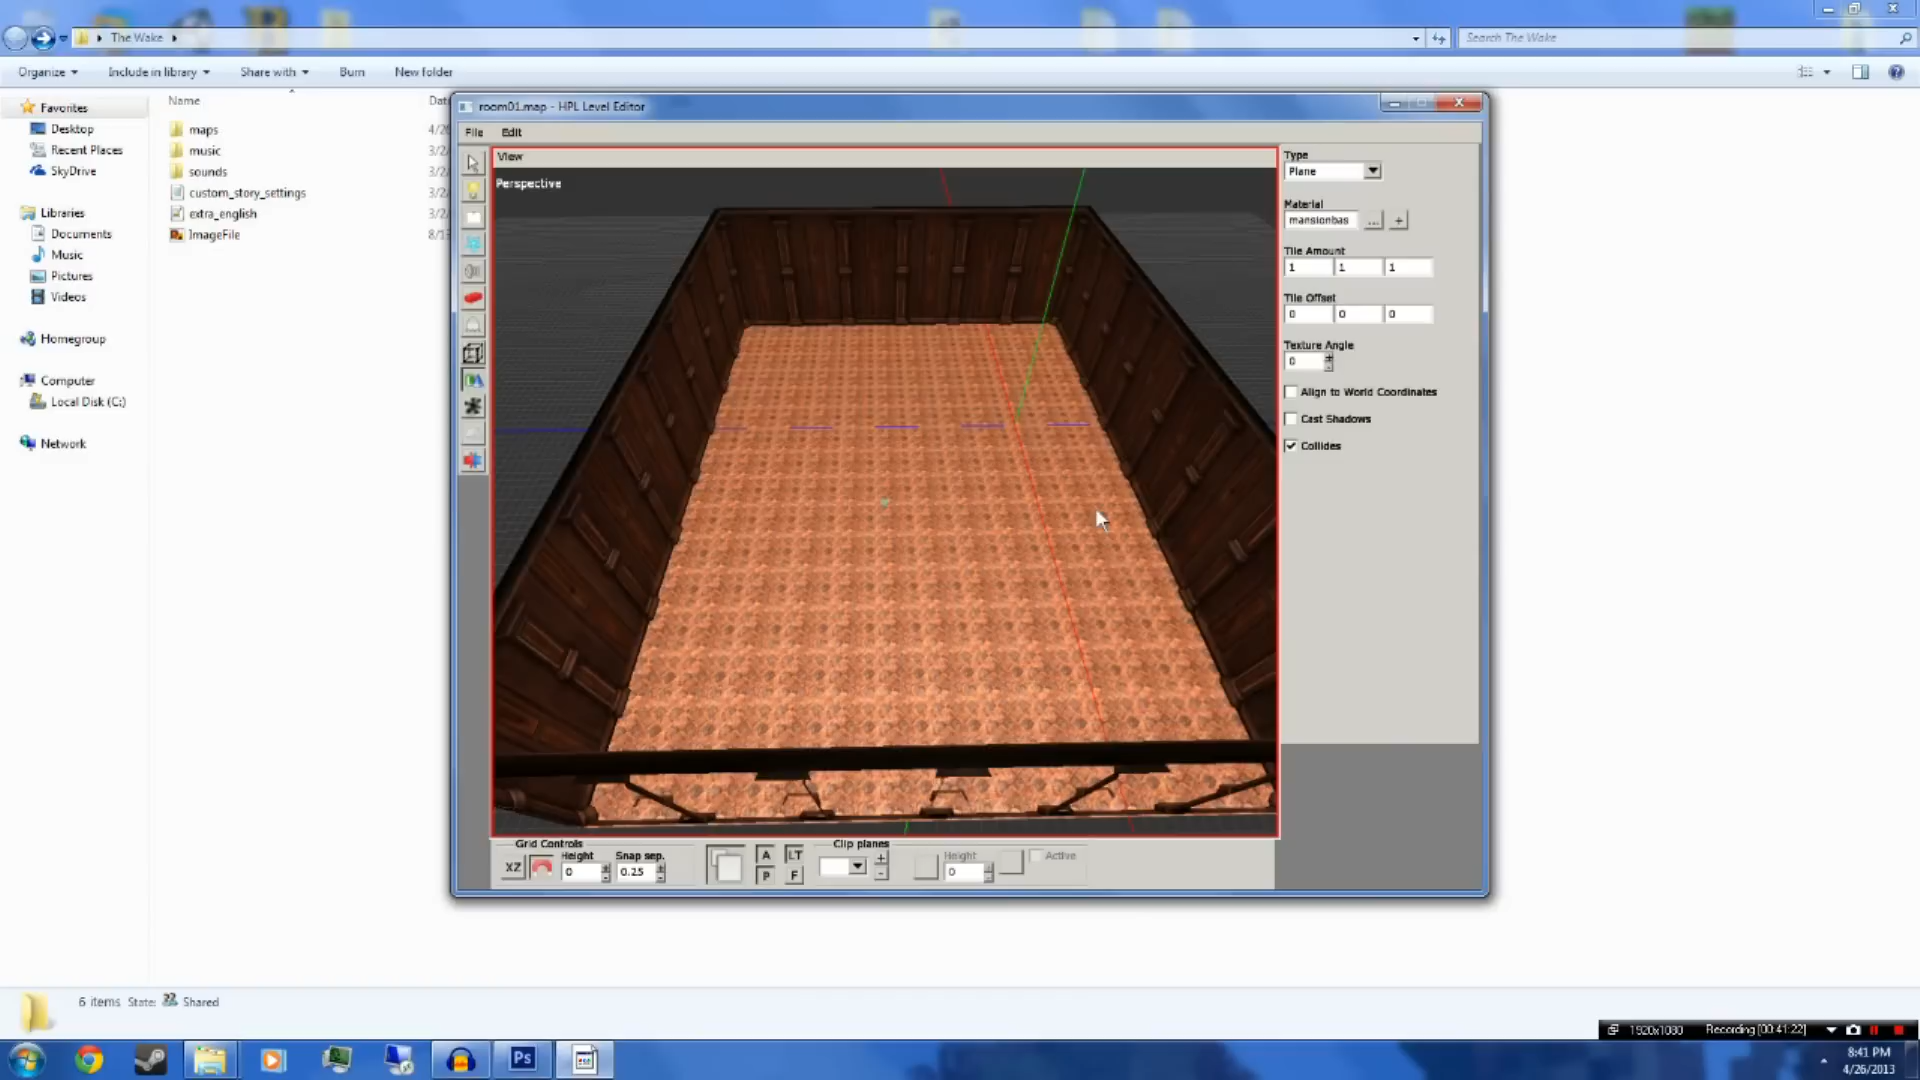 The Wake
Search The Wake
Organize
Include in library
Share with
Burn
New folder
Favorites
Desktop
Recent Places
SkyDrive
Libraries
Documents
Music
Pictures
Videos
Homegroup
Computer
Local Disk (C:)
Network
Name
maps
music
sounds
custom_story_settings
extra_english
ImageFile
room01.map - HPL Level Editor
File Edit
View
Perspective
Type
Plane
Material
mansionbas ... +
Tile Amount
1 1 1
Tile Offset
0 0 0
Texture Angle
0
Align to World Coordinates
Cast Shadows
Collides
Grid Controls
XZ
Height
0
Snap sep.
0.25
A LT
P F
Clip planes
+
-
Height
0
Active
6 items State: Shared
1920x1080 Recording [00:41:22]
Ps
8:41 PM
4/26/2013